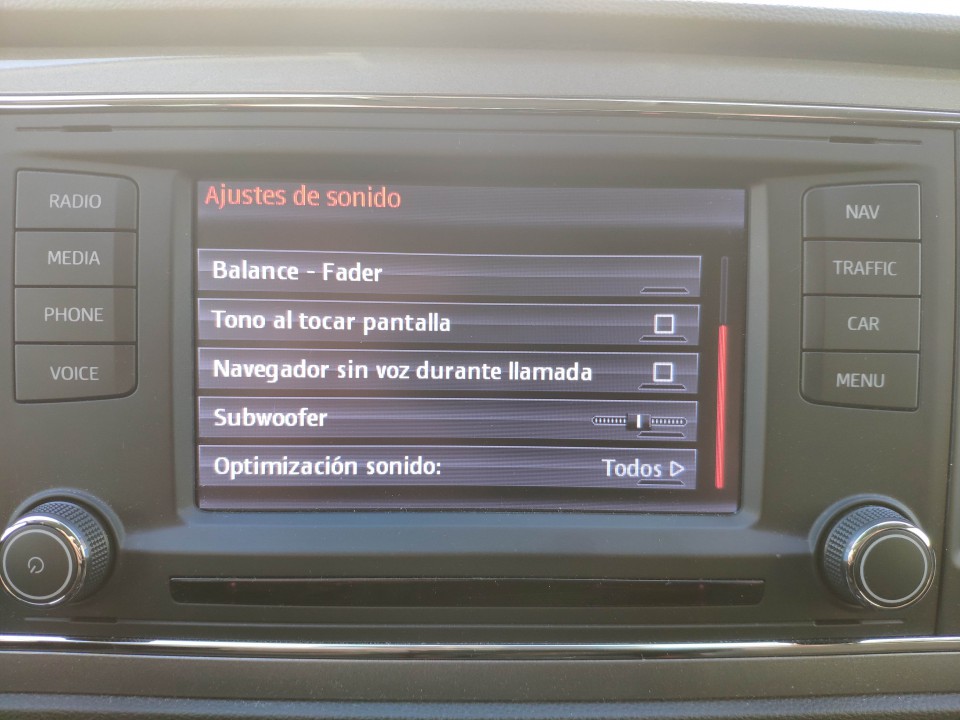 Ajustes de sonido
RADIO
MEDIA
PHONE
VOICE
Balance - Fader
Tono al tocar pantalla
Navegador sin voz durante llamada
Subwoofer
Optimización sonido: Todos
NAV
TRAFFIC
CAR
MENU